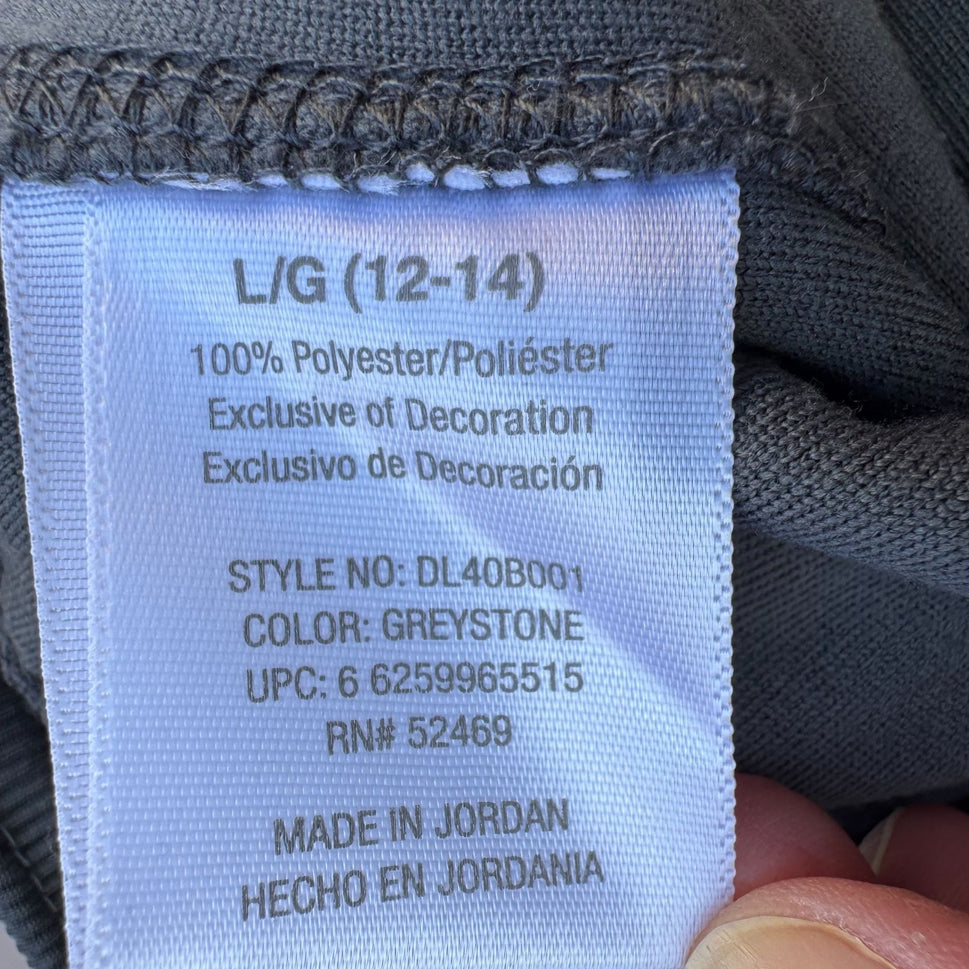 L/G (12-14)
100% Polyester/Poliéster
Exclusive of Decoration
Exclusivo de Decoración
STYLE NO: DL40B001
COLOR: GREYSTONE
UPC: 6 6259965515
RN# 52469
MADE IN JORDAN
HECHO EN JORDANIA